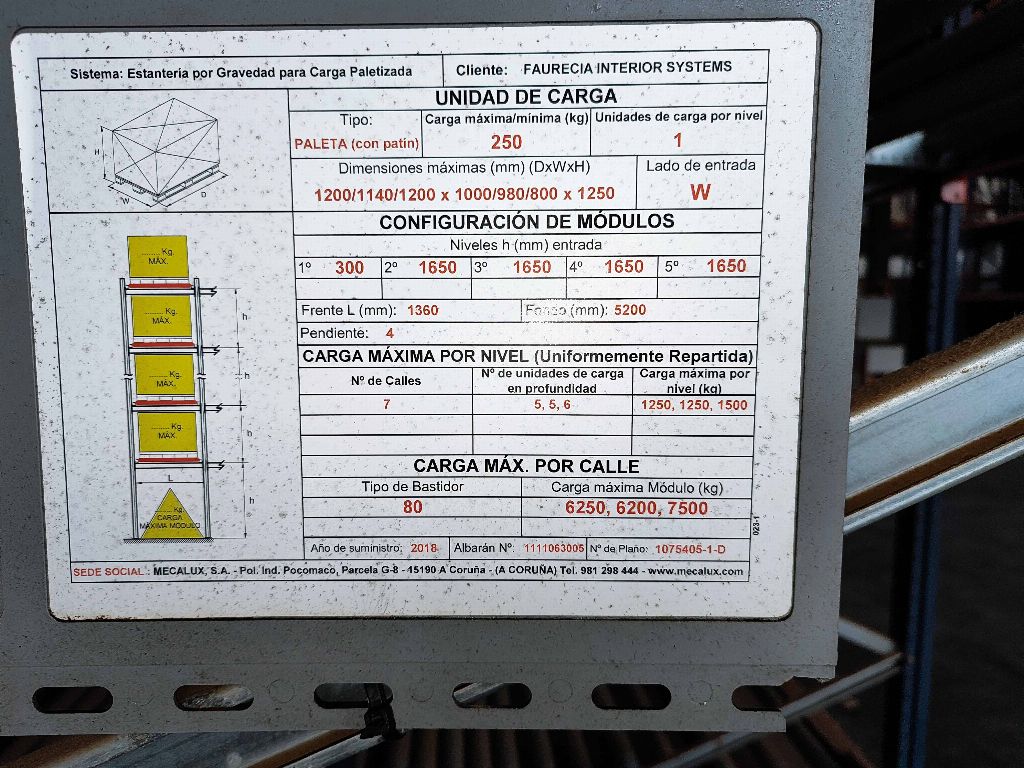 Sistema: Estanteria por Gravedad para Carga Paletizada
Cliente: FAURECIA INTERIOR SYSTEMS
UNIDAD DE CARGA
Tipo:
PALETA (con patín)
Carga máxima/mínima (kg)
250
Unidades de carga por nivel
1
Dimensiones máximas (mm) (DxWxH)
1200/1140/1200 x 1000/980/800 x 1250
Lado de entrada
W
H
W
D
CONFIGURACIÓN DE MÓDULOS
Niveles h (mm) entrada
1º 300 2º 1650 3º 1650 4º 1650 5º 1650
Frente L (mm): 1360
Fondo (mm): 5200
Pendiente: 4
CARGA MÁXIMA POR NIVEL (Uniformemente Repartida)
Nº de Calles
Nº de unidades de carga
en profundidad
Carga máxima por
nivel (kg)
7
5, 5, 6
1250, 1250, 1500
CARGA MÁX. POR CALLE
Tipo de Bastidor
Carga máxima Módulo (kg)
80
6250, 6200, 7500
........ Kg.
MÁX.
h
........ Kg.
MÁX.
h
........ Kg.
MÁX.
h
........ Kg.
MÁX.
L
h
........ Kg.
CARGA
MÁXIMA MODULO
023-1
Año de suministro: 2018
Albarán Nº: 1111063005
Nº de Plano: 1075405-1-D
SEDE SOCIAL : MECALUX, S.A. - Pol. Ind. Pocomaco, Parcela G-8 - 15190 A Coruña - (A CORUÑA) Tel. 981 298 444 - www.mecalux.com